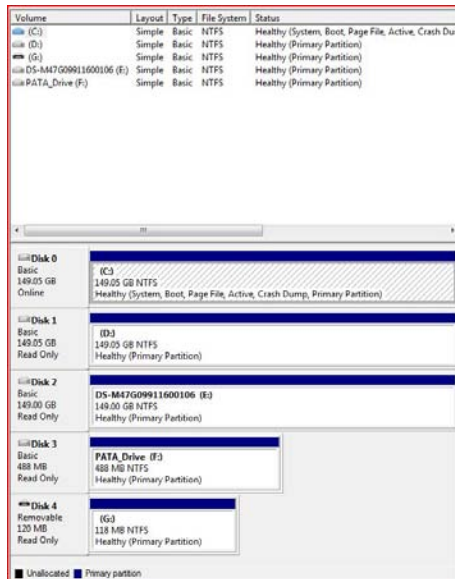 Volume Layout Type File System Status
(C:) Simple Basic NTFS Healthy (System, Boot, Page File, Active, Crash Du
(D:) Simple Basic NTFS Healthy (Primary Partition)
(G:) Simple Basic NTFS Healthy (Primary Partition)
DS-M47G09911600106 (E:) Simple Basic NTFS Healthy (Primary Partition)
PATA_Drive (F:) Simple Basic NTFS Healthy (Primary Partition)
Disk 0
Basic
149.05 GB
Online
(C:)
149.05 GB NTFS
Healthy (System, Boot, Page File, Active, Crash Dump, Primary Partition)
Disk 1
Basic
149.05 GB
Read Only
(D:)
149.05 GB NTFS
Healthy (Primary Partition)
Disk 2
Basic
149.00 GB
Read Only
DS-M47G09911600106 (E:)
149.00 GB NTFS
Healthy (Primary Partition)
Disk 3
Basic
488 MB
Read Only
PATA_Drive (F:)
488 MB NTFS
Healthy (Primary Partition)
Disk 4
Removable
120 MB
Read Only
(G:)
118 MB NTFS
Healthy (Primary Partition)
Unallocated Primary partition